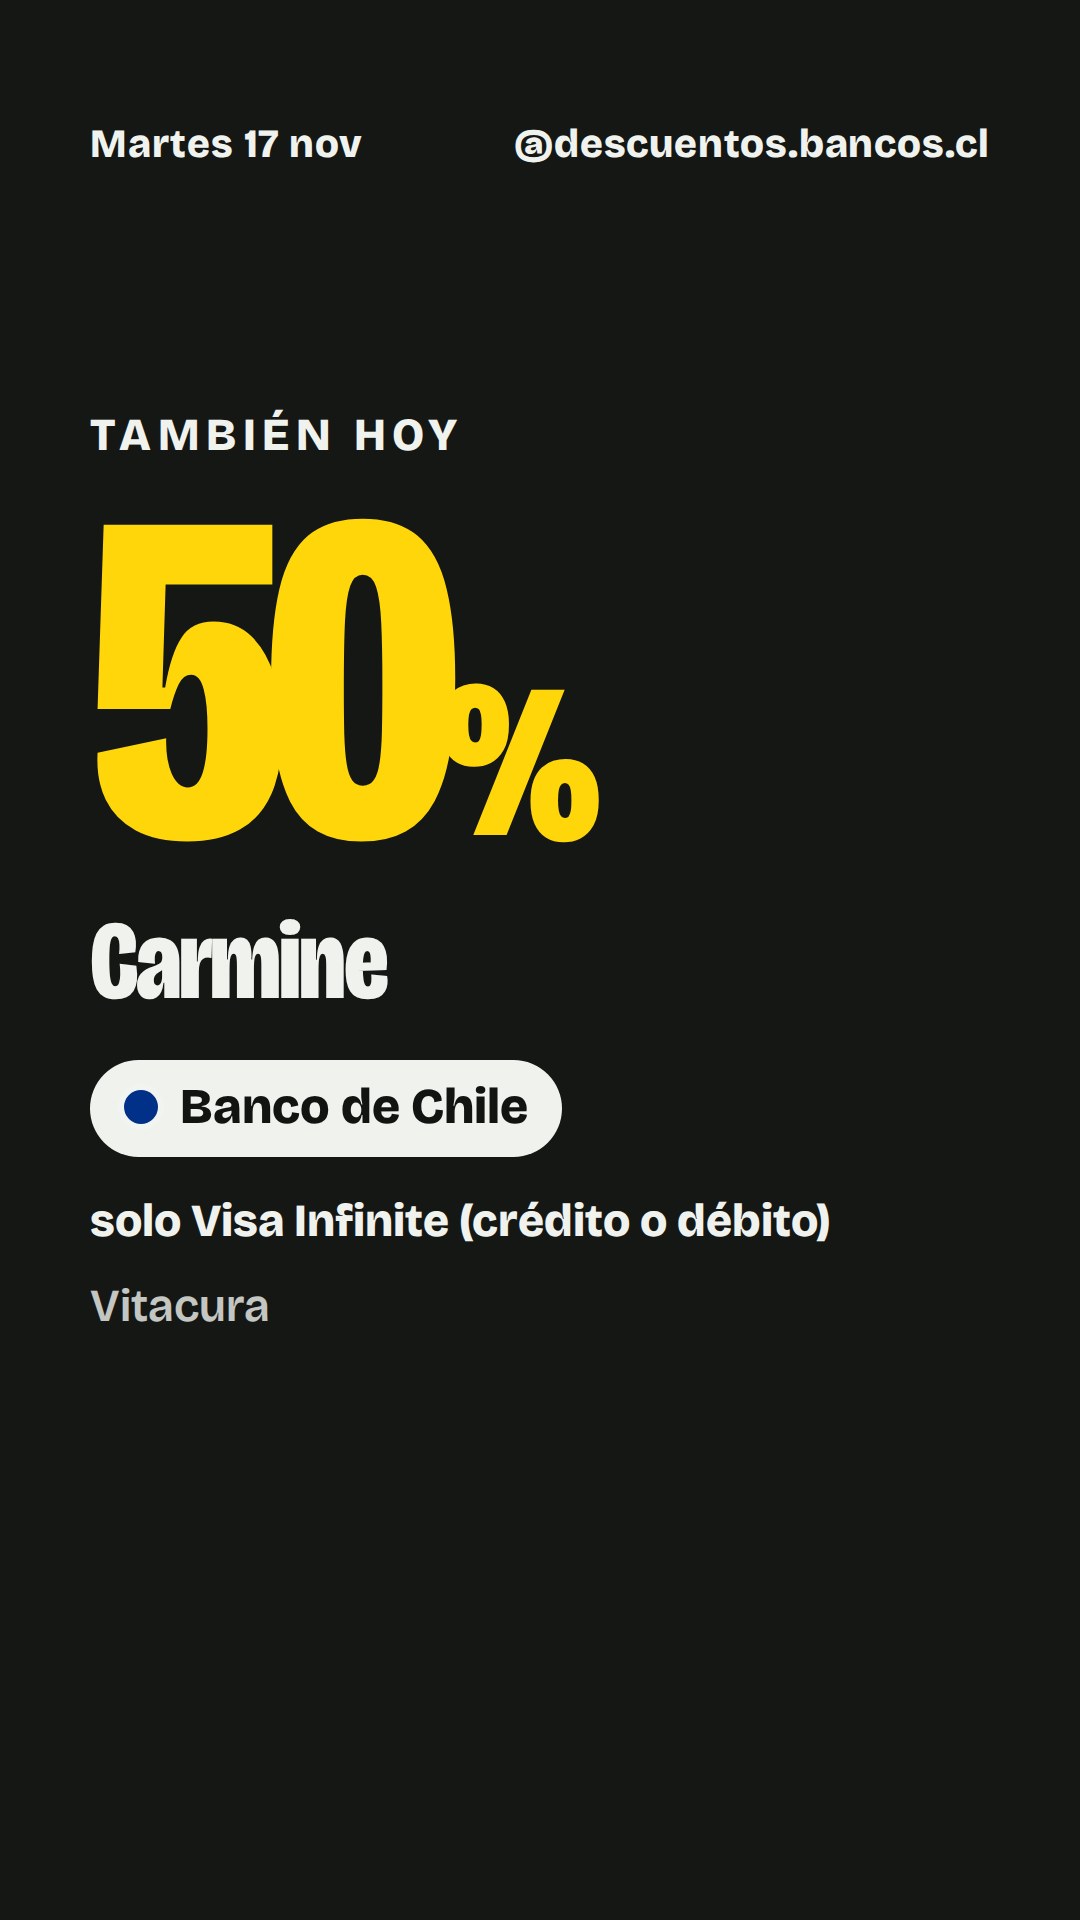 Martes 17 nov
@descuentos.bancos.cl
TAMBIÉN HOY
50%
Carmine
Banco de Chile
solo Visa Infinite (crédito o débito)
Vitacura